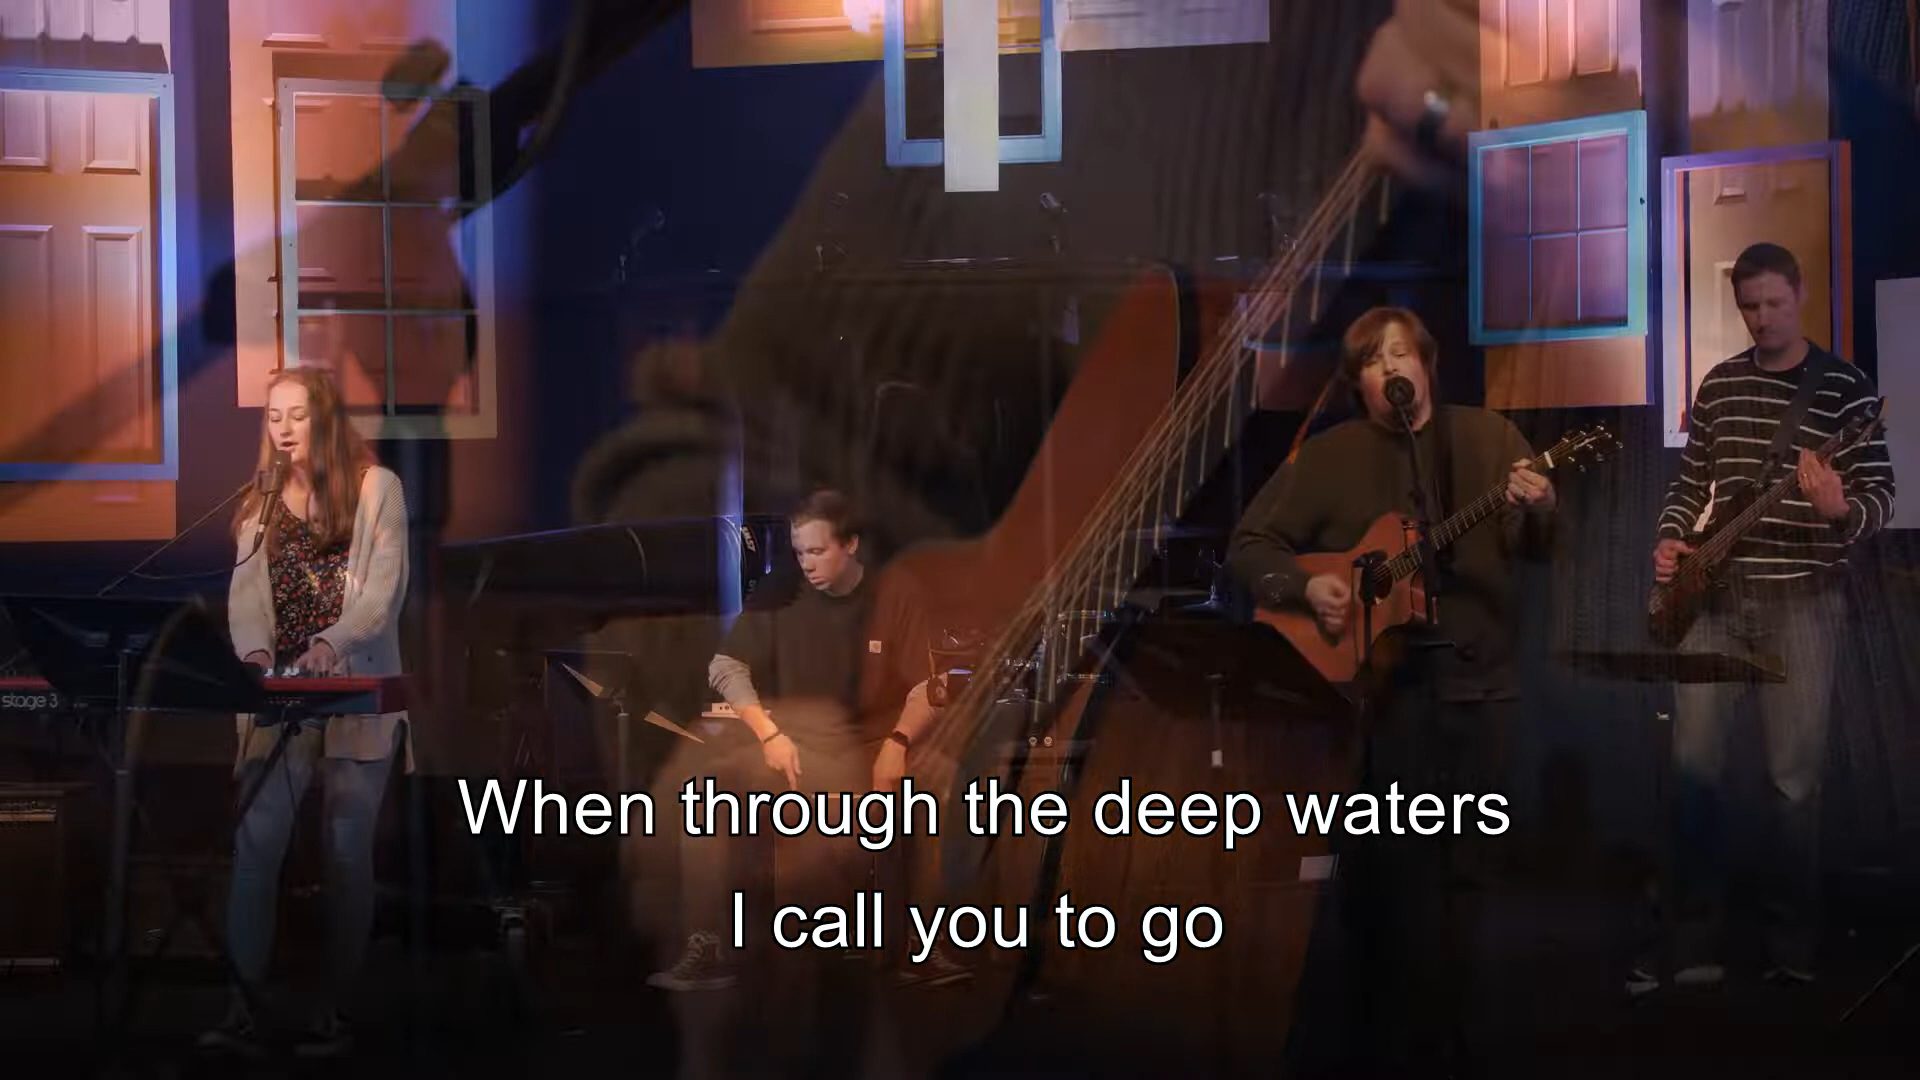 stage 3
When through the deep waters
I call you to go